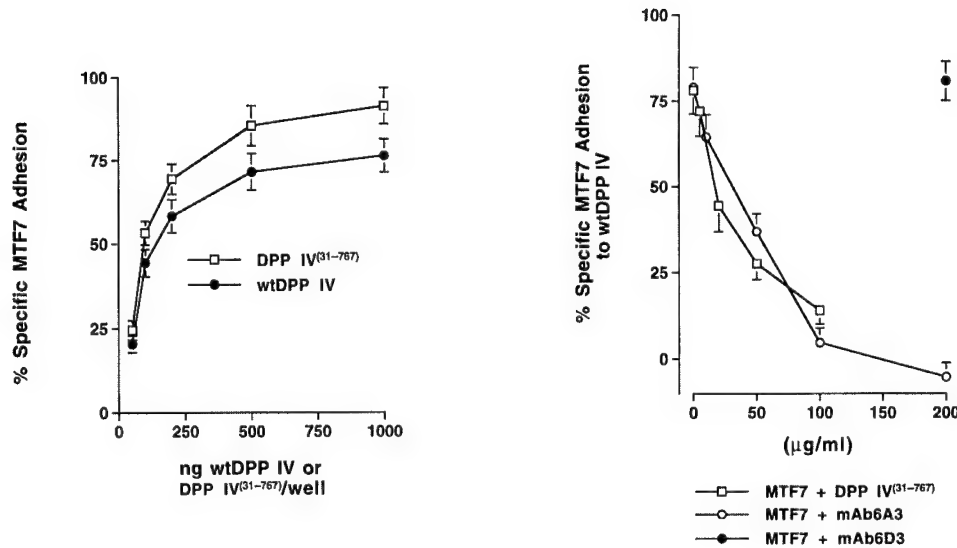 % Specific MTF7 Adhesion
100
75
50
25
0
DPP IV(31–767)
wtDPP IV
0 250 500 750 1000
ng wtDPP IV or
DPP IV(31–767)/well
% Specific MTF7 Adhesion
to wtDPP IV
100
75
50
25
0
0 50 100 150 200
(μg/ml)
MTF7 + DPP IV(31–767)
MTF7 + mAb6A3
MTF7 + mAb6D3